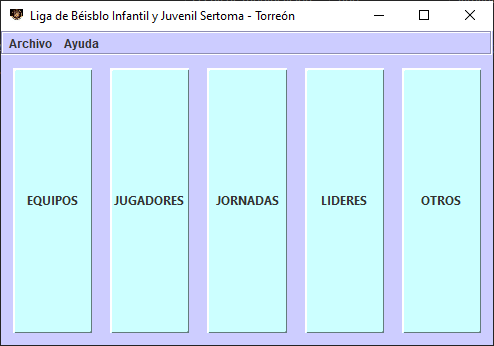 Liga de Béisblo Infantil y Juvenil Sertoma - Torreón
Archivo Ayuda
EQUIPOS JUGADORES JORNADAS LIDERES OTROS